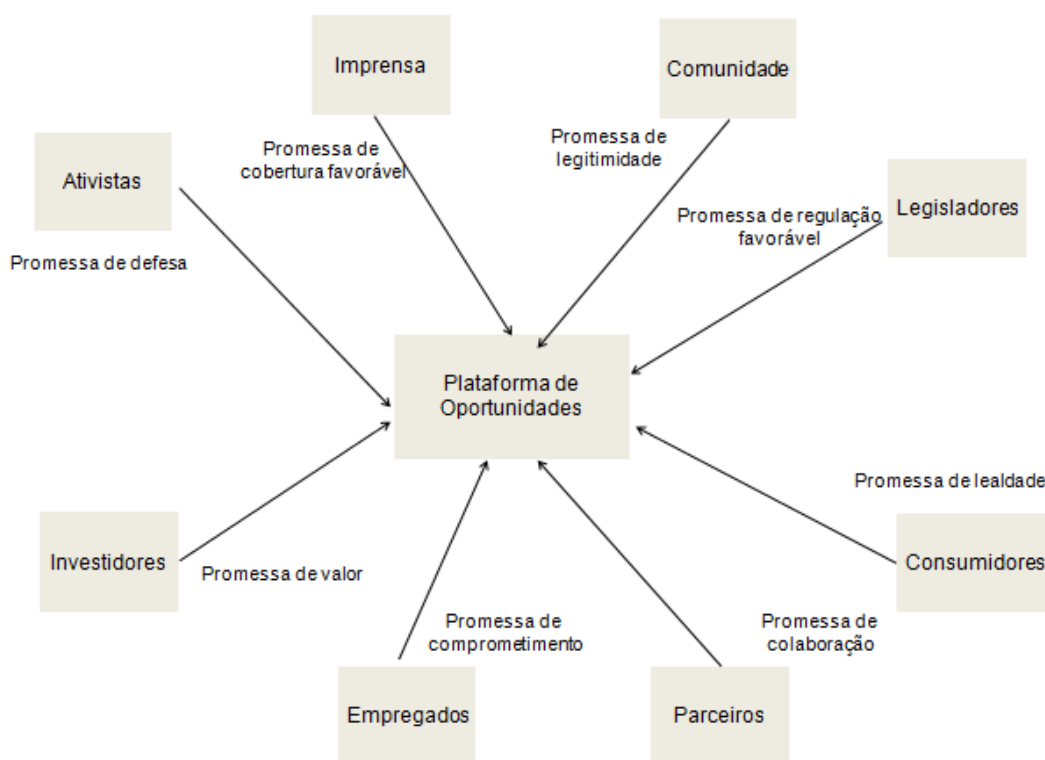 Imprensa
Comunidade
Promessa de
legitimidade
Promessa de
cobertura favorável
Ativistas
Legisladores
Promessa de regulação
favorável
Promessa de defesa
Plataforma de
Oportunidades
Promessa de lealdade
Investidores
Consumidores
Promessa de valor
Promessa de
comprometimento
Promessa de
colaboração
Empregados
Parceiros